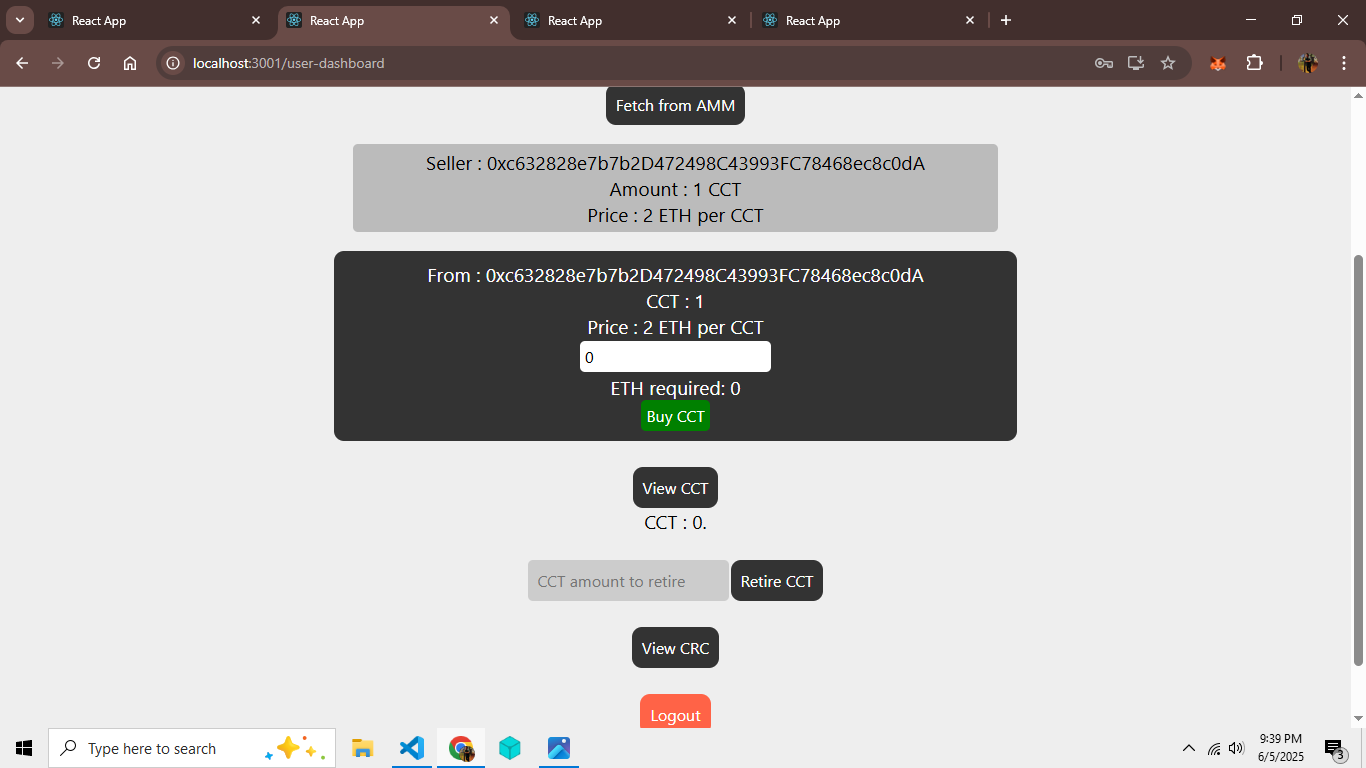 React App
React App
React App
React App
localhost:3001/user-dashboard
Fetch from AMM
Seller : 0xc632828e7b7b2D472498C43993FC78468ec8c0dA
Amount : 1 CCT
Price : 2 ETH per CCT
From : 0xc632828e7b7b2D472498C43993FC78468ec8c0dA
CCT : 1
Price : 2 ETH per CCT
0
ETH required: 0
Buy CCT
View CCT
CCT : 0.
CCT amount to retire
Retire CCT
View CRC
Logout
Type here to search
9:39 PM
6/5/2025
3